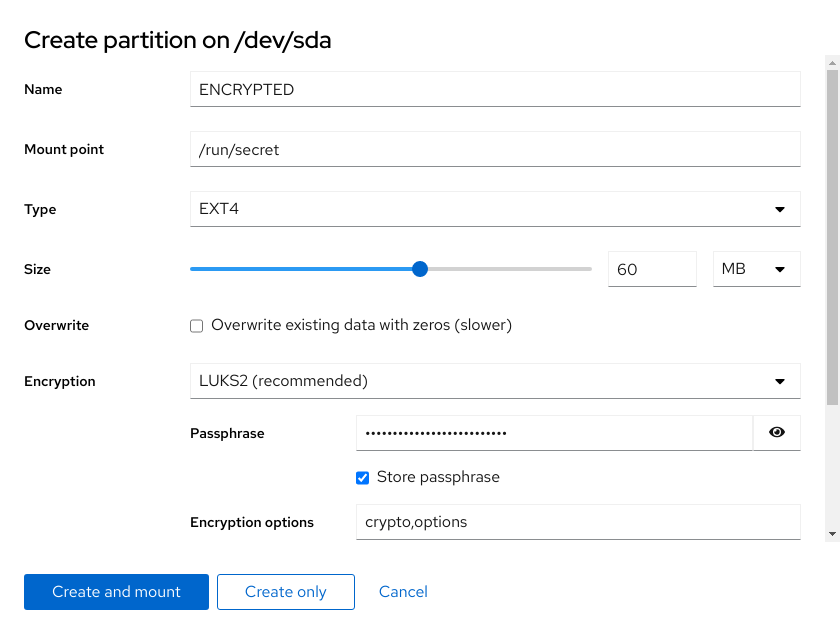 Create partition on /dev/sda
Name ENCRYPTED
Mount point /run/secret
Type EXT4
Size 60 MB
Overwrite Overwrite existing data with zeros (slower)
Encryption LUKS2 (recommended)
Passphrase ••••••••••••••••••••••••••
Store passphrase
Encryption options crypto,options
Create and mount Create only Cancel